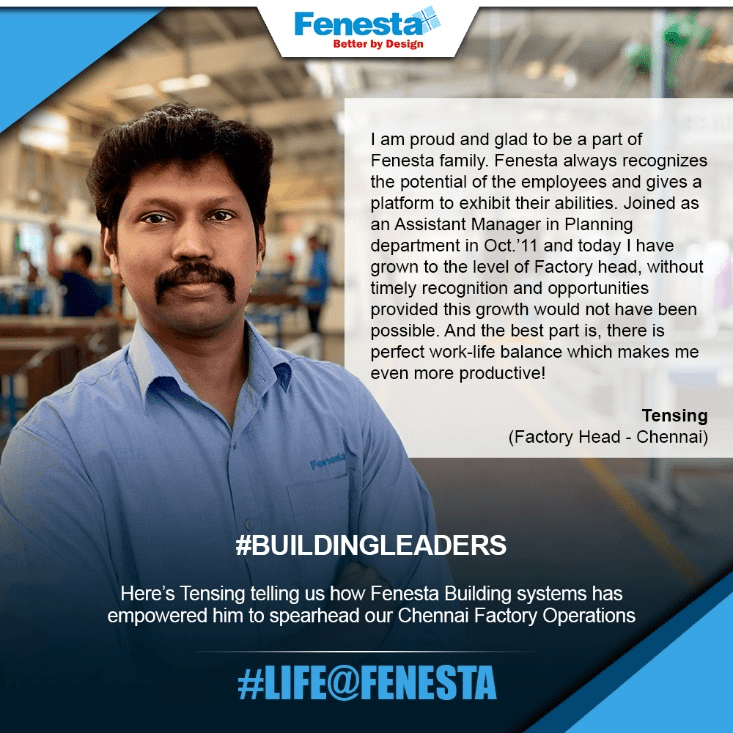 Fenesta
Better by Design
I am proud and glad to be a part of
Fenesta family. Fenesta always recognizes
the potential of the employees and gives a
platform to exhibit their abilities. Joined as
an Assistant Manager in Planning
department in Oct.'11 and today I have
grown to the level of Factory head, without
timely recognition and opportunities
provided this growth would not have been
possible. And the best part is, there is
perfect work-life balance which makes me
even more productive!
Tensing
(Factory Head - Chennai)
Fenesta
#BUILDINGLEADERS
Here's Tensing telling us how Fenesta Building systems has
empowered him to spearhead our Chennai Factory Operations
#LIFE@FENESTA